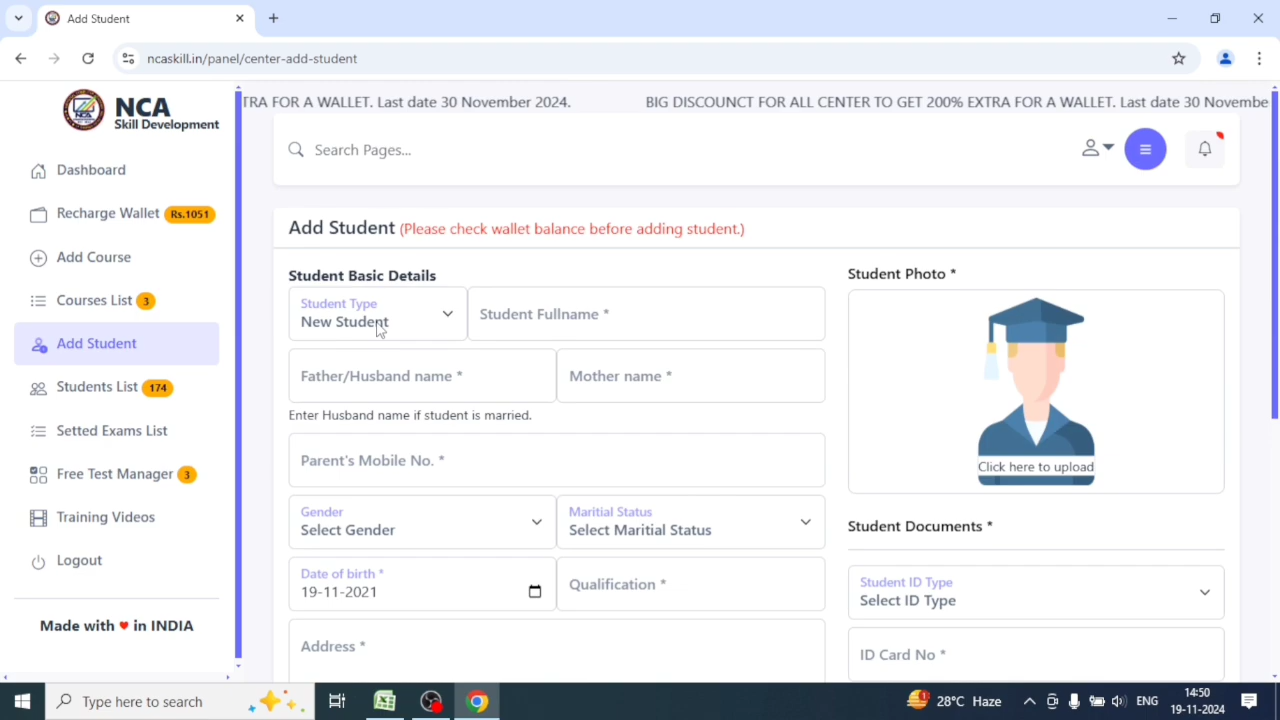 Add Student
ncaskill.in/panel/center-add-student
NCA
Skill Development
TRA FOR A WALLET. Last date 30 November 2024. BIG DISCOUNCT FOR ALL CENTER TO GET 200% EXTRA FOR A WALLET. Last date 30 Novembe
Search Pages...
Dashboard
Recharge Wallet Rs.1051
Add Course
Courses List 3
Add Student
Students List 174
Setted Exams List
Free Test Manager 3
Training Videos
Logout
Made with ♥ in INDIA
Add Student (Please check wallet balance before adding student.)
Student Basic Details
Student Type
New Student
Student Fullname *
Father/Husband name *
Mother name *
Enter Husband name if student is married.
Parent's Mobile No. *
Gender
Select Gender
Maritial Status
Select Maritial Status
Date of birth *
19-11-2021
Qualification *
Address *
Student Photo *
Click here to upload
Student Documents *
Student ID Type
Select ID Type
ID Card No *
Type here to search
1
28°C Haze
ENG
14:50
19-11-2024